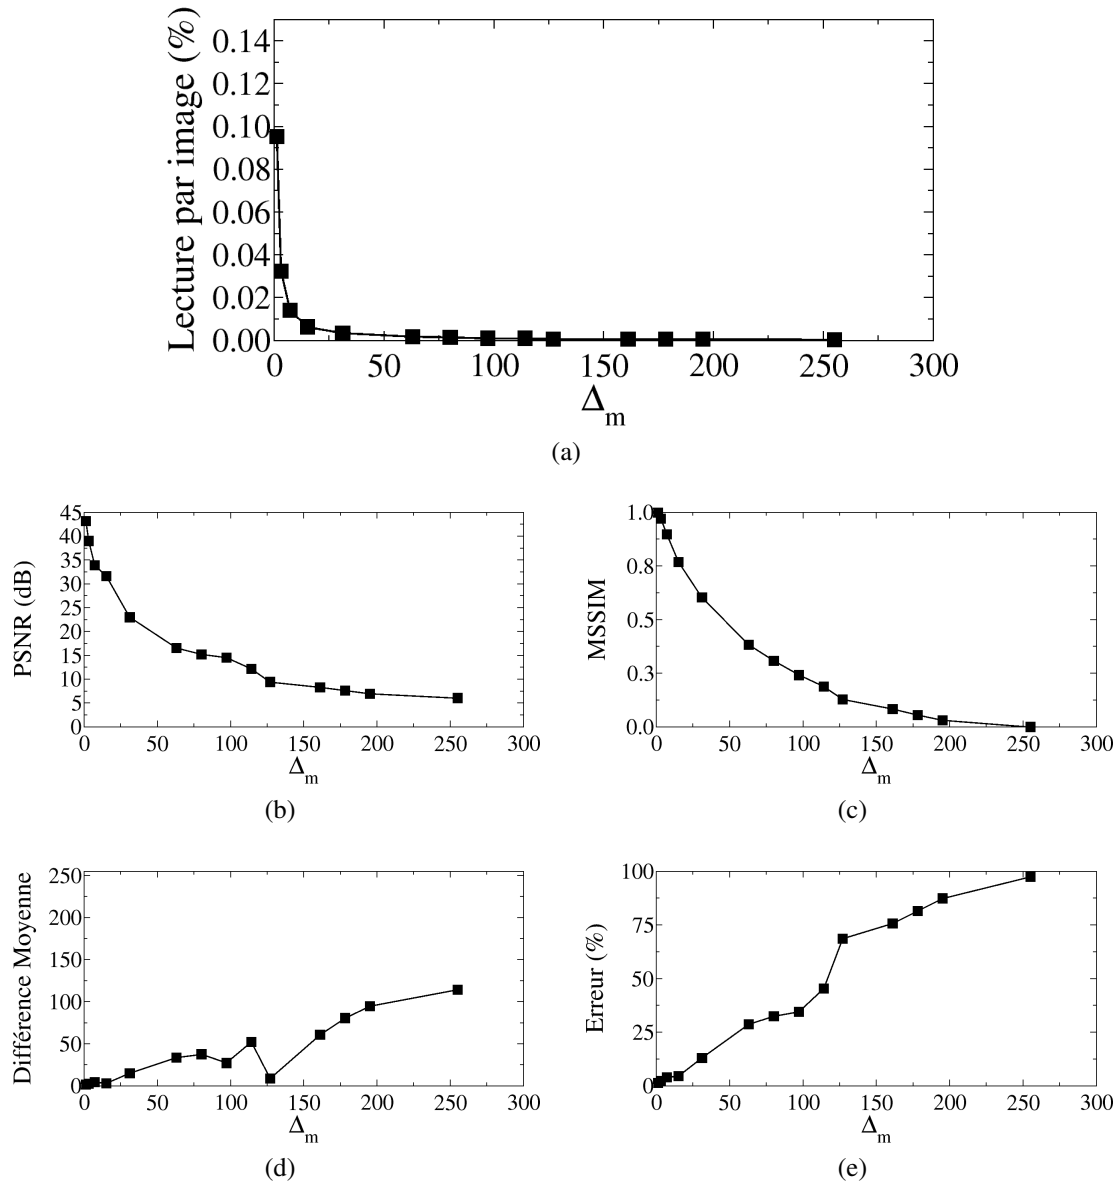 Lecture par image (%)
0.14
0.12
0.10
0.08
0.06
0.04
0.02
0.00
0 50 100 150 200 250 300
Δm
(a)
PSNR (dB)
45
40
35
30
25
20
15
10
5
0
0 50 100 150 200 250 300
Δm
(b)
MSSIM
1.0
0.8
0.5
0.3
0.0
0 50 100 150 200 250 300
Δm
(c)
Différence Moyenne
250
200
150
100
50
0
0 50 100 150 200 250 300
Δm
(d)
Erreur (%)
100
75
50
25
0
0 50 100 150 200 250 300
Δm
(e)